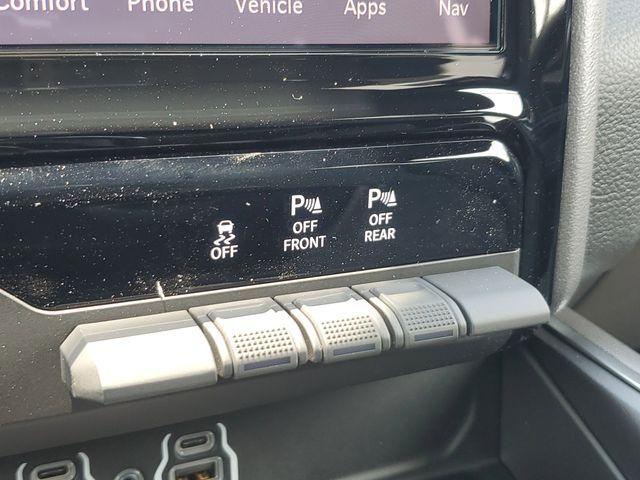 Comfort Phone Vehicle Apps Nav
P P
OFF OFF OFF
FRONT REAR